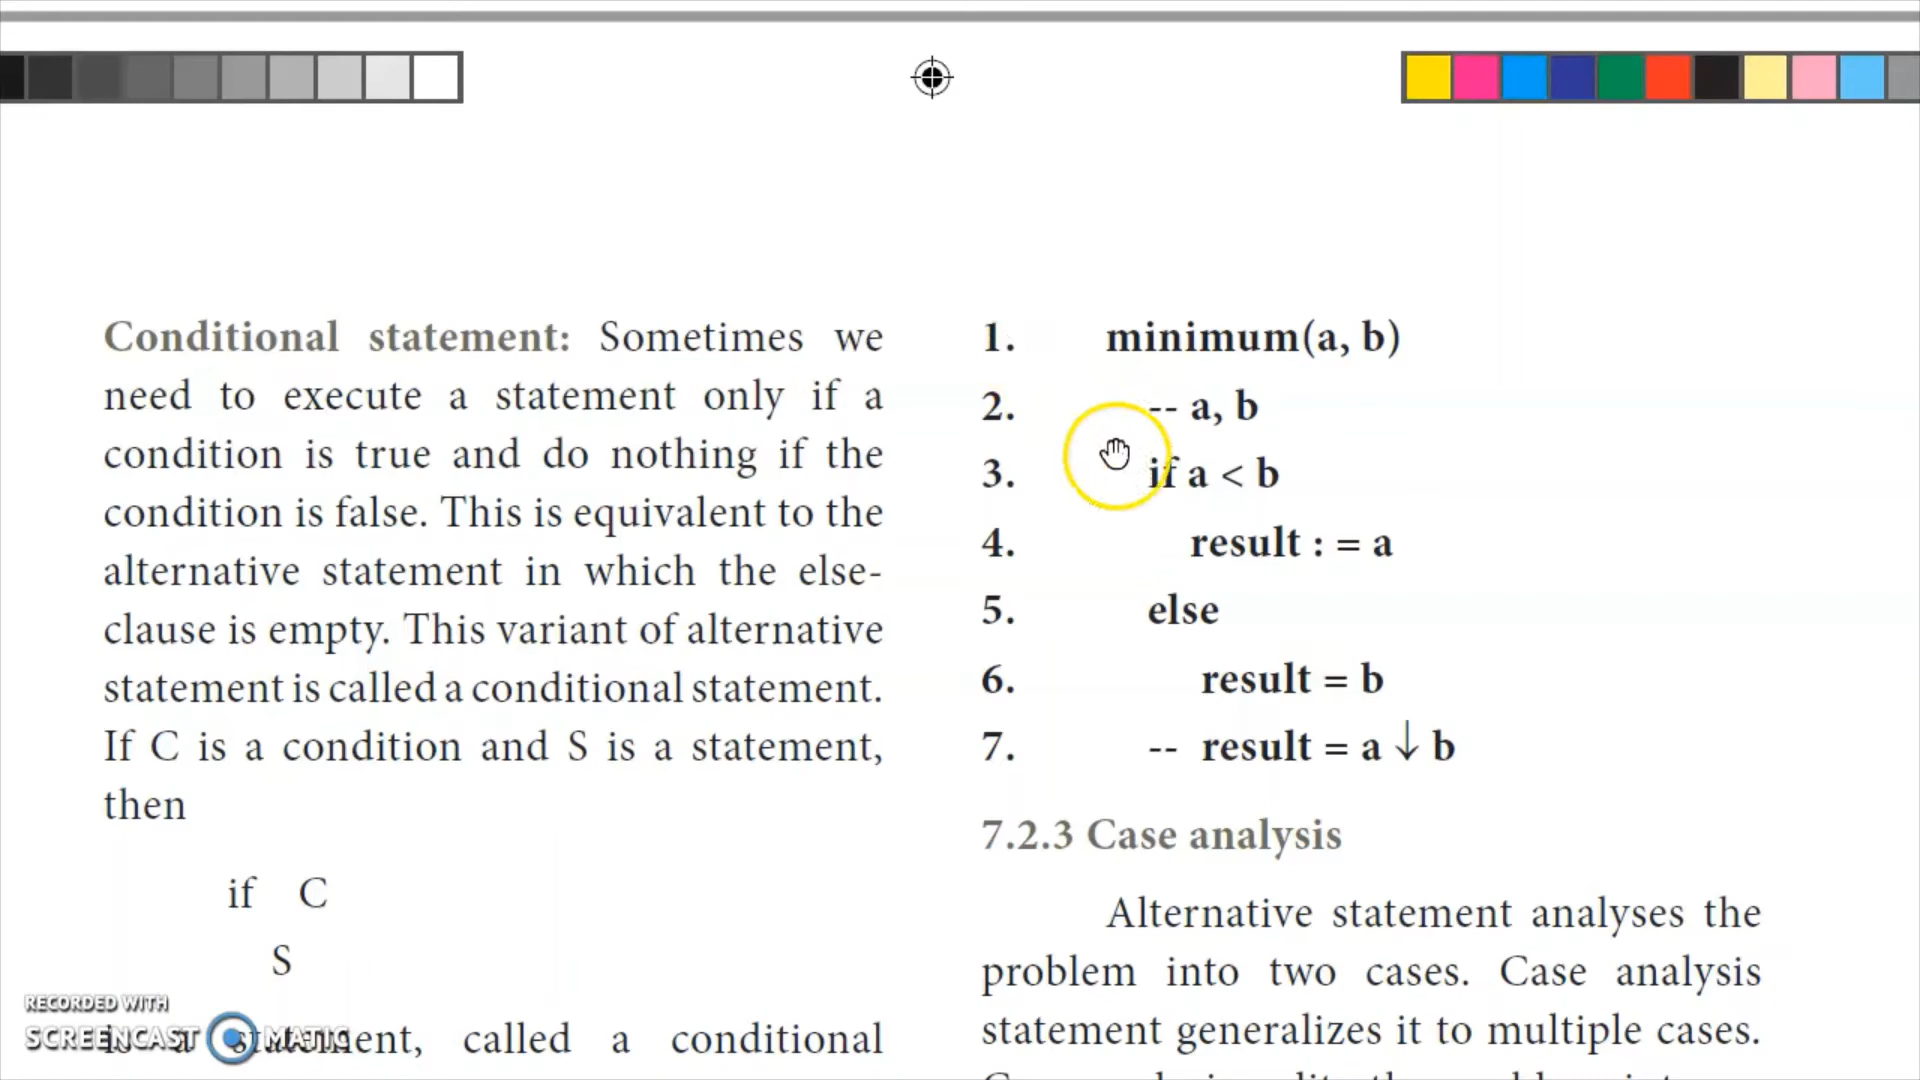 Conditional statement: Sometimes we
need to execute a statement only if a
condition is true and do nothing if the
condition is false. This is equivalent to the
alternative statement in which the else-
clause is empty. This variant of alternative
statement is called a conditional statement.
If C is a condition and S is a statement,
then
if C
S
is a statement, called a conditional
1. minimum(a, b)
2. -- a, b
3. if a < b
4. result : = a
5. else
6. result = b
7. -- result = a ↓ b
7.2.3 Case analysis
Alternative statement analyses the
problem into two cases. Case analysis
statement generalizes it to multiple cases.
RECORDED WITH
SCREENCAST MATIC